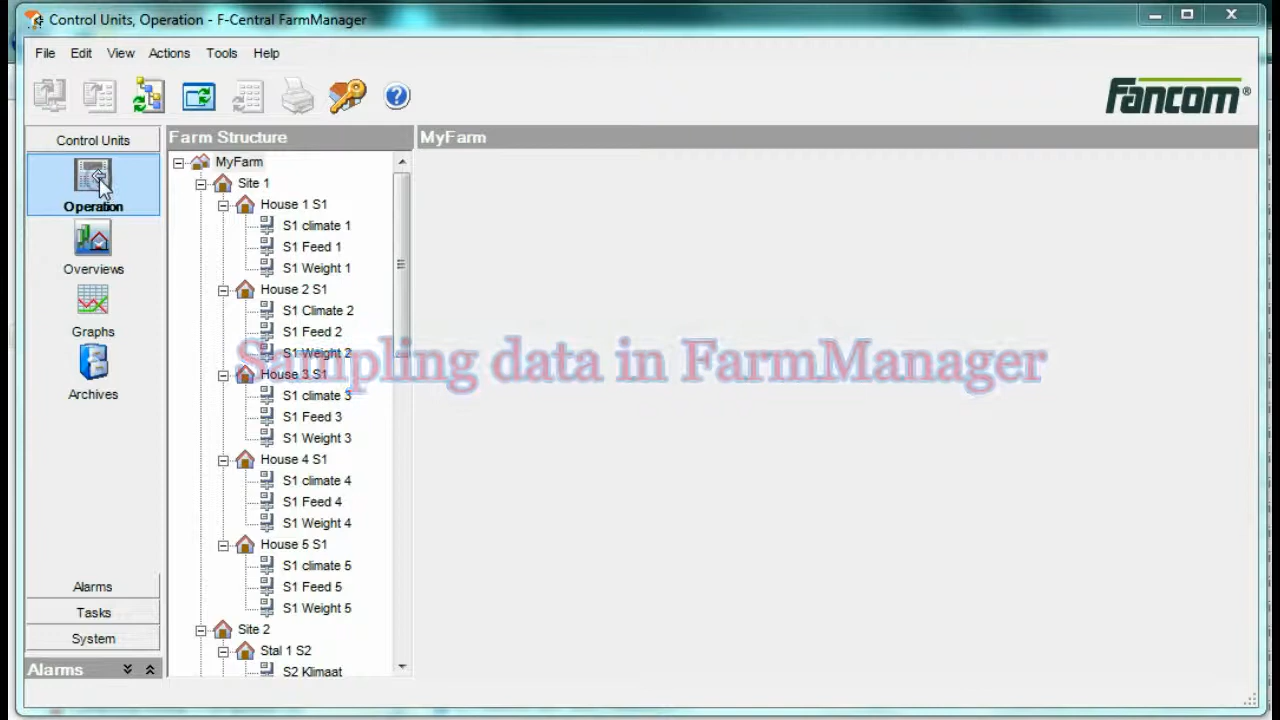 Control Units, Operation - F-Central FarmManager
File Edit View Actions Tools Help
Fancom®
Control Units
Farm Structure
MyFarm
Operation
Overviews
Graphs
Archives
Alarms
Tasks
System
Alarms
MyFarm
Site 1
House 1 S1
S1 climate 1
S1 Feed 1
S1 Weight 1
House 2 S1
S1 Climate 2
S1 Feed 2
S1 Weight 2
House 3 S1
S1 climate 3
S1 Feed 3
S1 Weight 3
House 4 S1
S1 climate 4
S1 Feed 4
S1 Weight 4
House 5 S1
S1 climate 5
S1 Feed 5
S1 Weight 5
Site 2
Stal 1 S2
S2 Klimaat
Sampling data in FarmManager